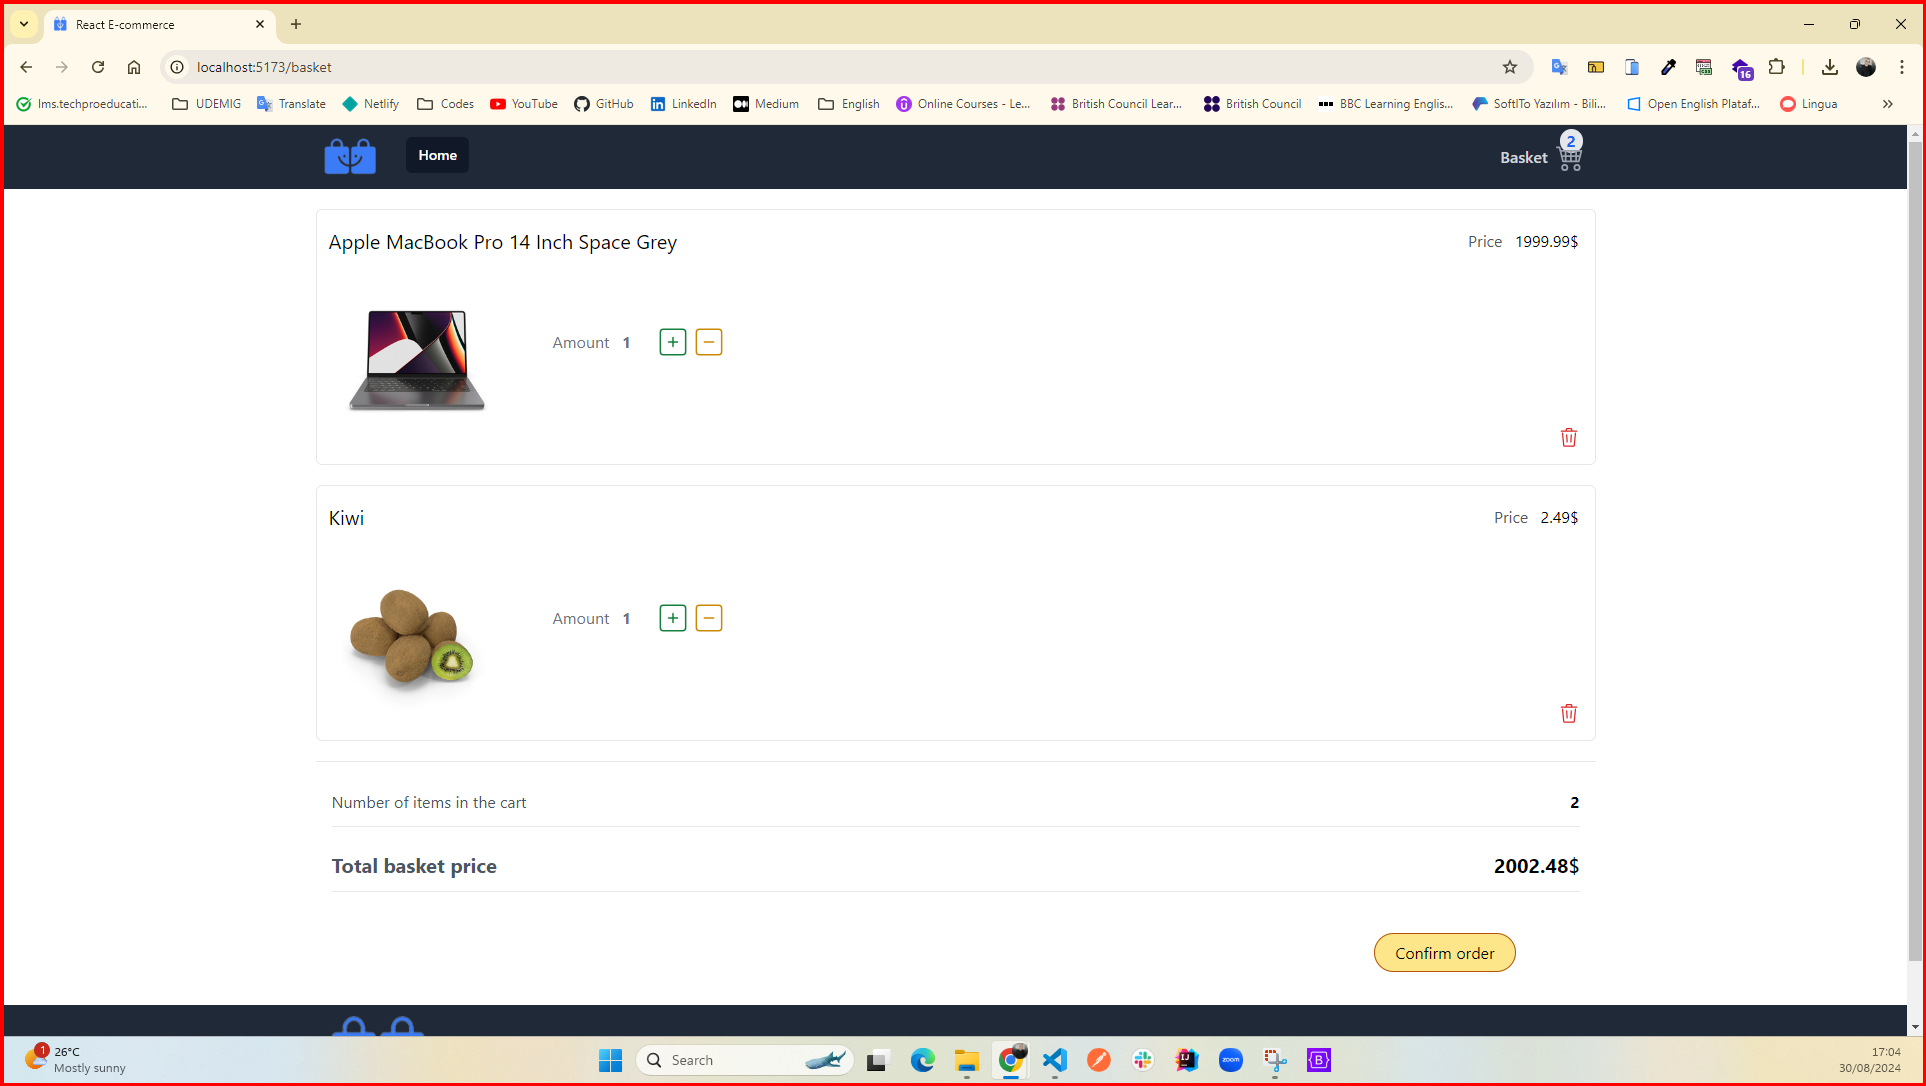 React E-commerce
localhost:5173/basket
16
lms.techproeducati...
UDEMIG
Translate
Netlify
Codes
YouTube
GitHub
LinkedIn
Medium
English
Online Courses - Le...
British Council Lear...
British Council
BBC Learning Englis...
SoftITo Yazılım - Bili...
Open English Plataf...
Lingua
Home
Basket
2
Apple MacBook Pro 14 Inch Space Grey
Price 1999.99$
Amount 1
Kiwi
Price 2.49$
Amount 1
Number of items in the cart
2
Total basket price
2002.48$
Confirm order
1
26°C
Mostly sunny
Search
zoom
B
17:04
30/08/2024